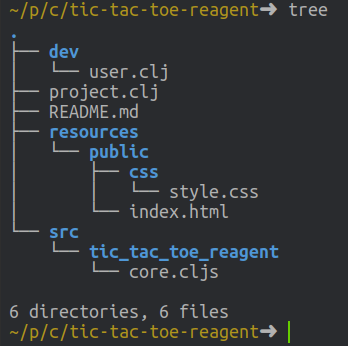 ~/p/c/tic-tac-toe-reagent➜ tree
.
├── dev
│   └── user.clj
├── project.clj
├── README.md
├── resources
│   └── public
│       ├── css
│       │   └── style.css
│       └── index.html
└── src
    └── tic_tac_toe_reagent
        └── core.cljs

6 directories, 6 files
~/p/c/tic-tac-toe-reagent➜